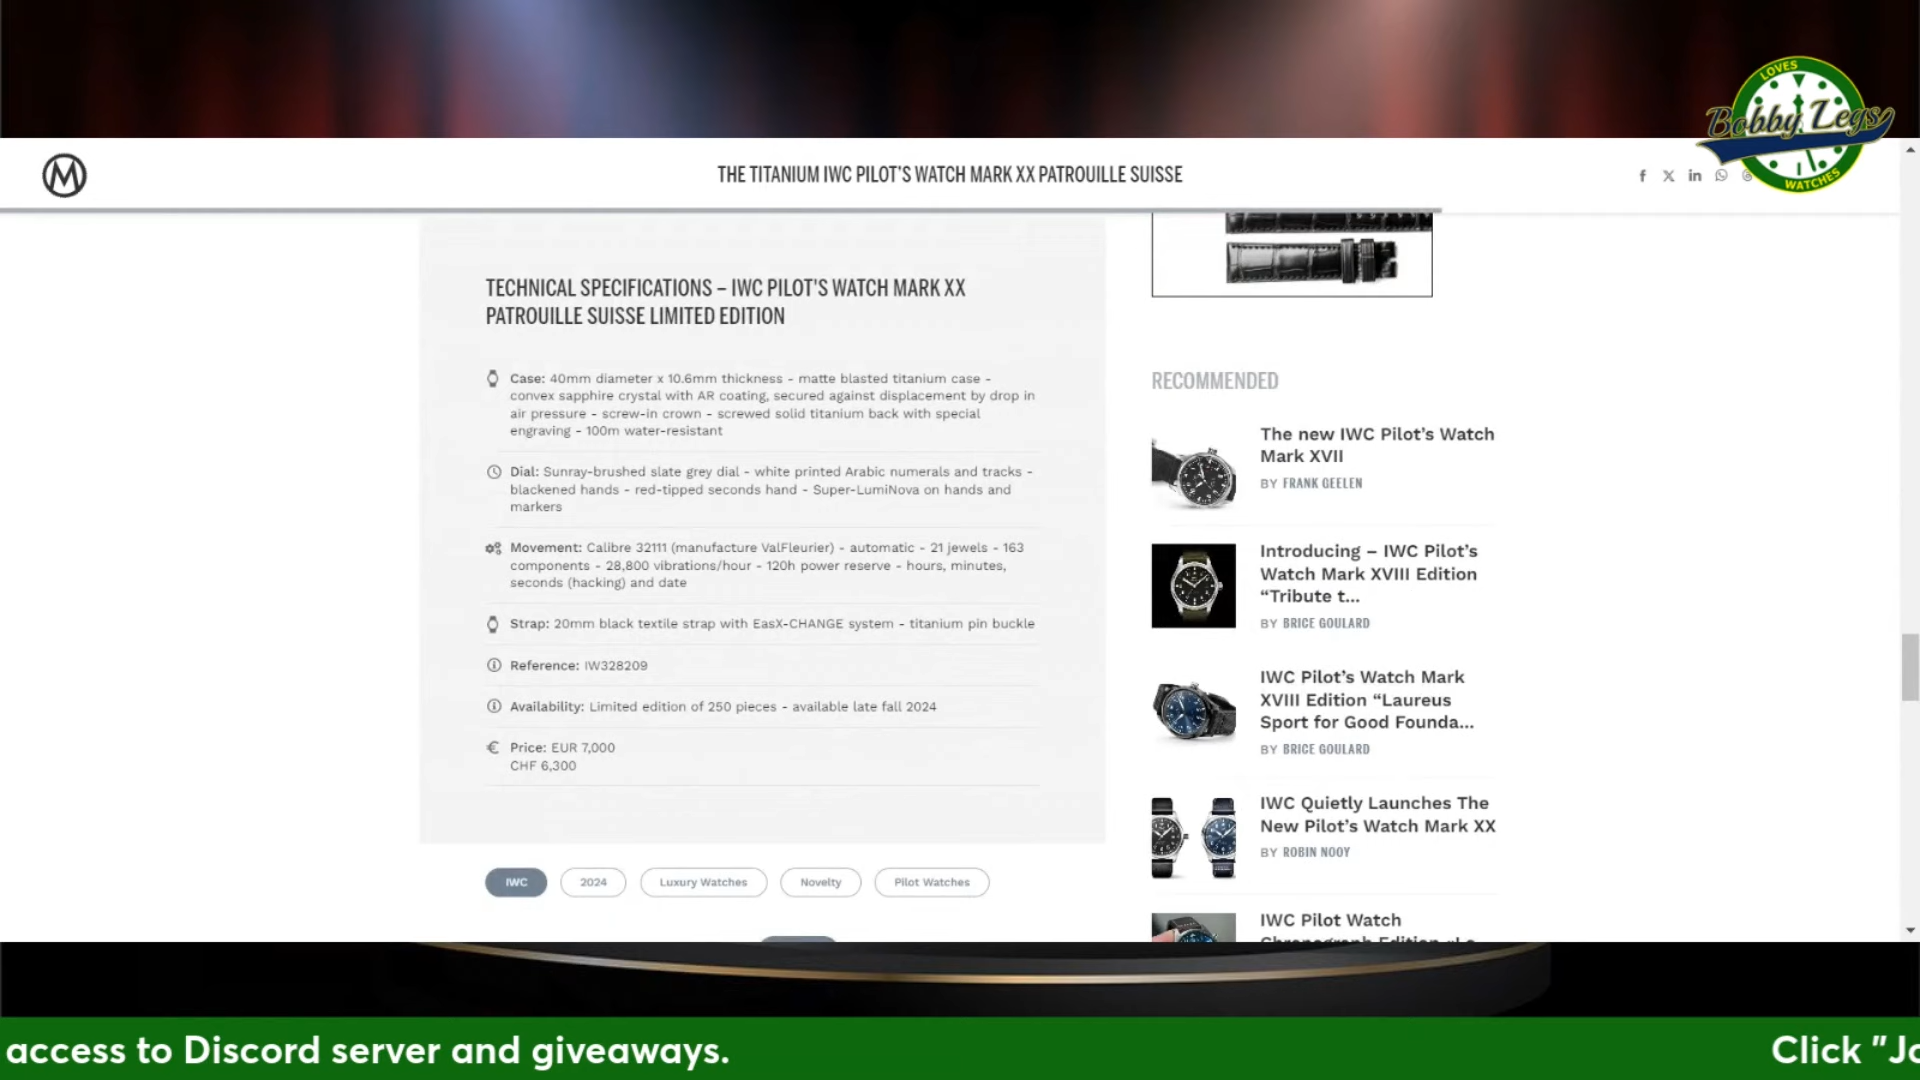 LOVES
Bobby Legs
WATCHES
THE TITANIUM IWC PILOT'S WATCH MARK XX PATROUILLE SUISSE
TECHNICAL SPECIFICATIONS – IWC PILOT'S WATCH MARK XX
PATROUILLE SUISSE LIMITED EDITION
Case: 40mm diameter x 10.6mm thickness - matte blasted titanium case -
convex sapphire crystal with AR coating, secured against displacement by drop in
air pressure - screw-in crown - screwed solid titanium back with special
engraving - 100m water-resistant
Dial: Sunray-brushed slate grey dial - white printed Arabic numerals and tracks -
blackened hands - red-tipped seconds hand - Super-LumiNova on hands and
markers
Movement: Calibre 32111 (manufacture ValFleurier) - automatic - 21 jewels - 163
components - 28,800 vibrations/hour - 120h power reserve - hours, minutes,
seconds (hacking) and date
Strap: 20mm black textile strap with EasX-CHANGE system - titanium pin buckle
Reference: IW328209
Availability: Limited edition of 250 pieces - available late fall 2024
€ Price: EUR 7,000
CHF 6,300
IWC
2024
Luxury Watches
Novelty
Pilot Watches
RECOMMENDED
The new IWC Pilot's Watch
Mark XVII
BY FRANK GEELEN
Introducing – IWC Pilot's
Watch Mark XVIII Edition
“Tribute t...
BY BRICE GOULARD
IWC Pilot's Watch Mark
XVIII Edition “Laureus
Sport for Good Founda...
BY BRICE GOULARD
IWC Quietly Launches The
New Pilot's Watch Mark XX
BY ROBIN NOOY
IWC Pilot Watch
Chronograph Edition «Le
access to Discord server and giveaways.
Click "Jo